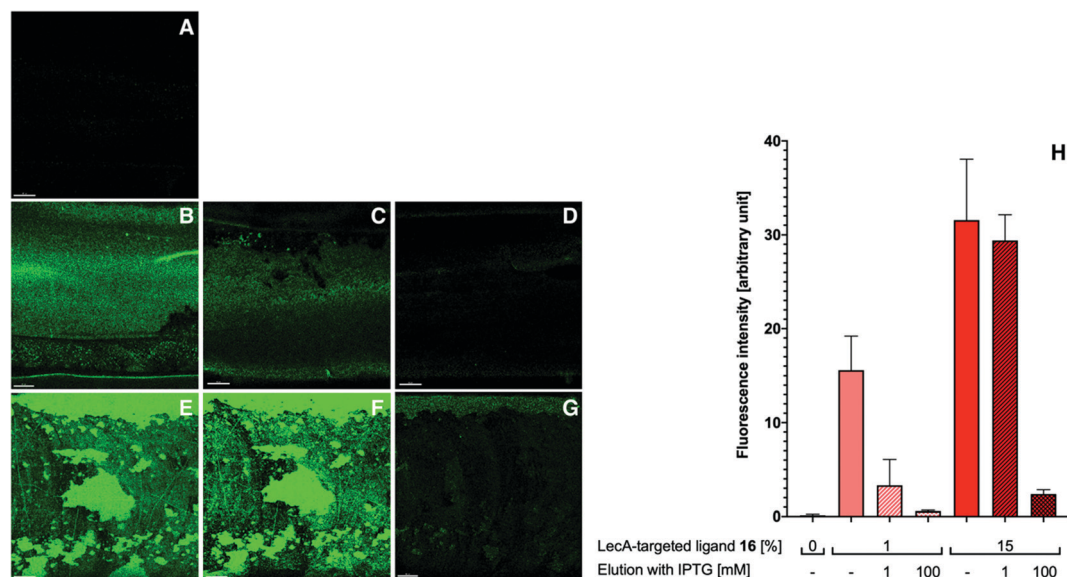 A
B
C
D
E
F
G
H
40
30
20
10
0
Fluorescence intensity [arbitrary unit]
LecA-targeted ligand 16 [%] 0 1 15
Elution with IPTG [mM] - - 1 100 - 1 100